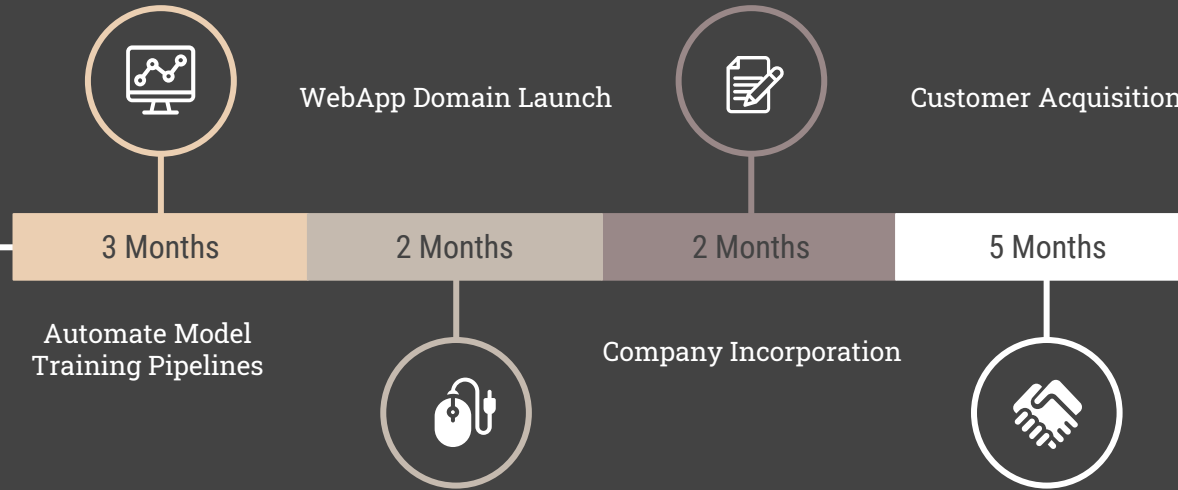 WebApp Domain Launch
Customer Acquisition
3 Months
2 Months
2 Months
5 Months
Automate Model
Training Pipelines
Company Incorporation